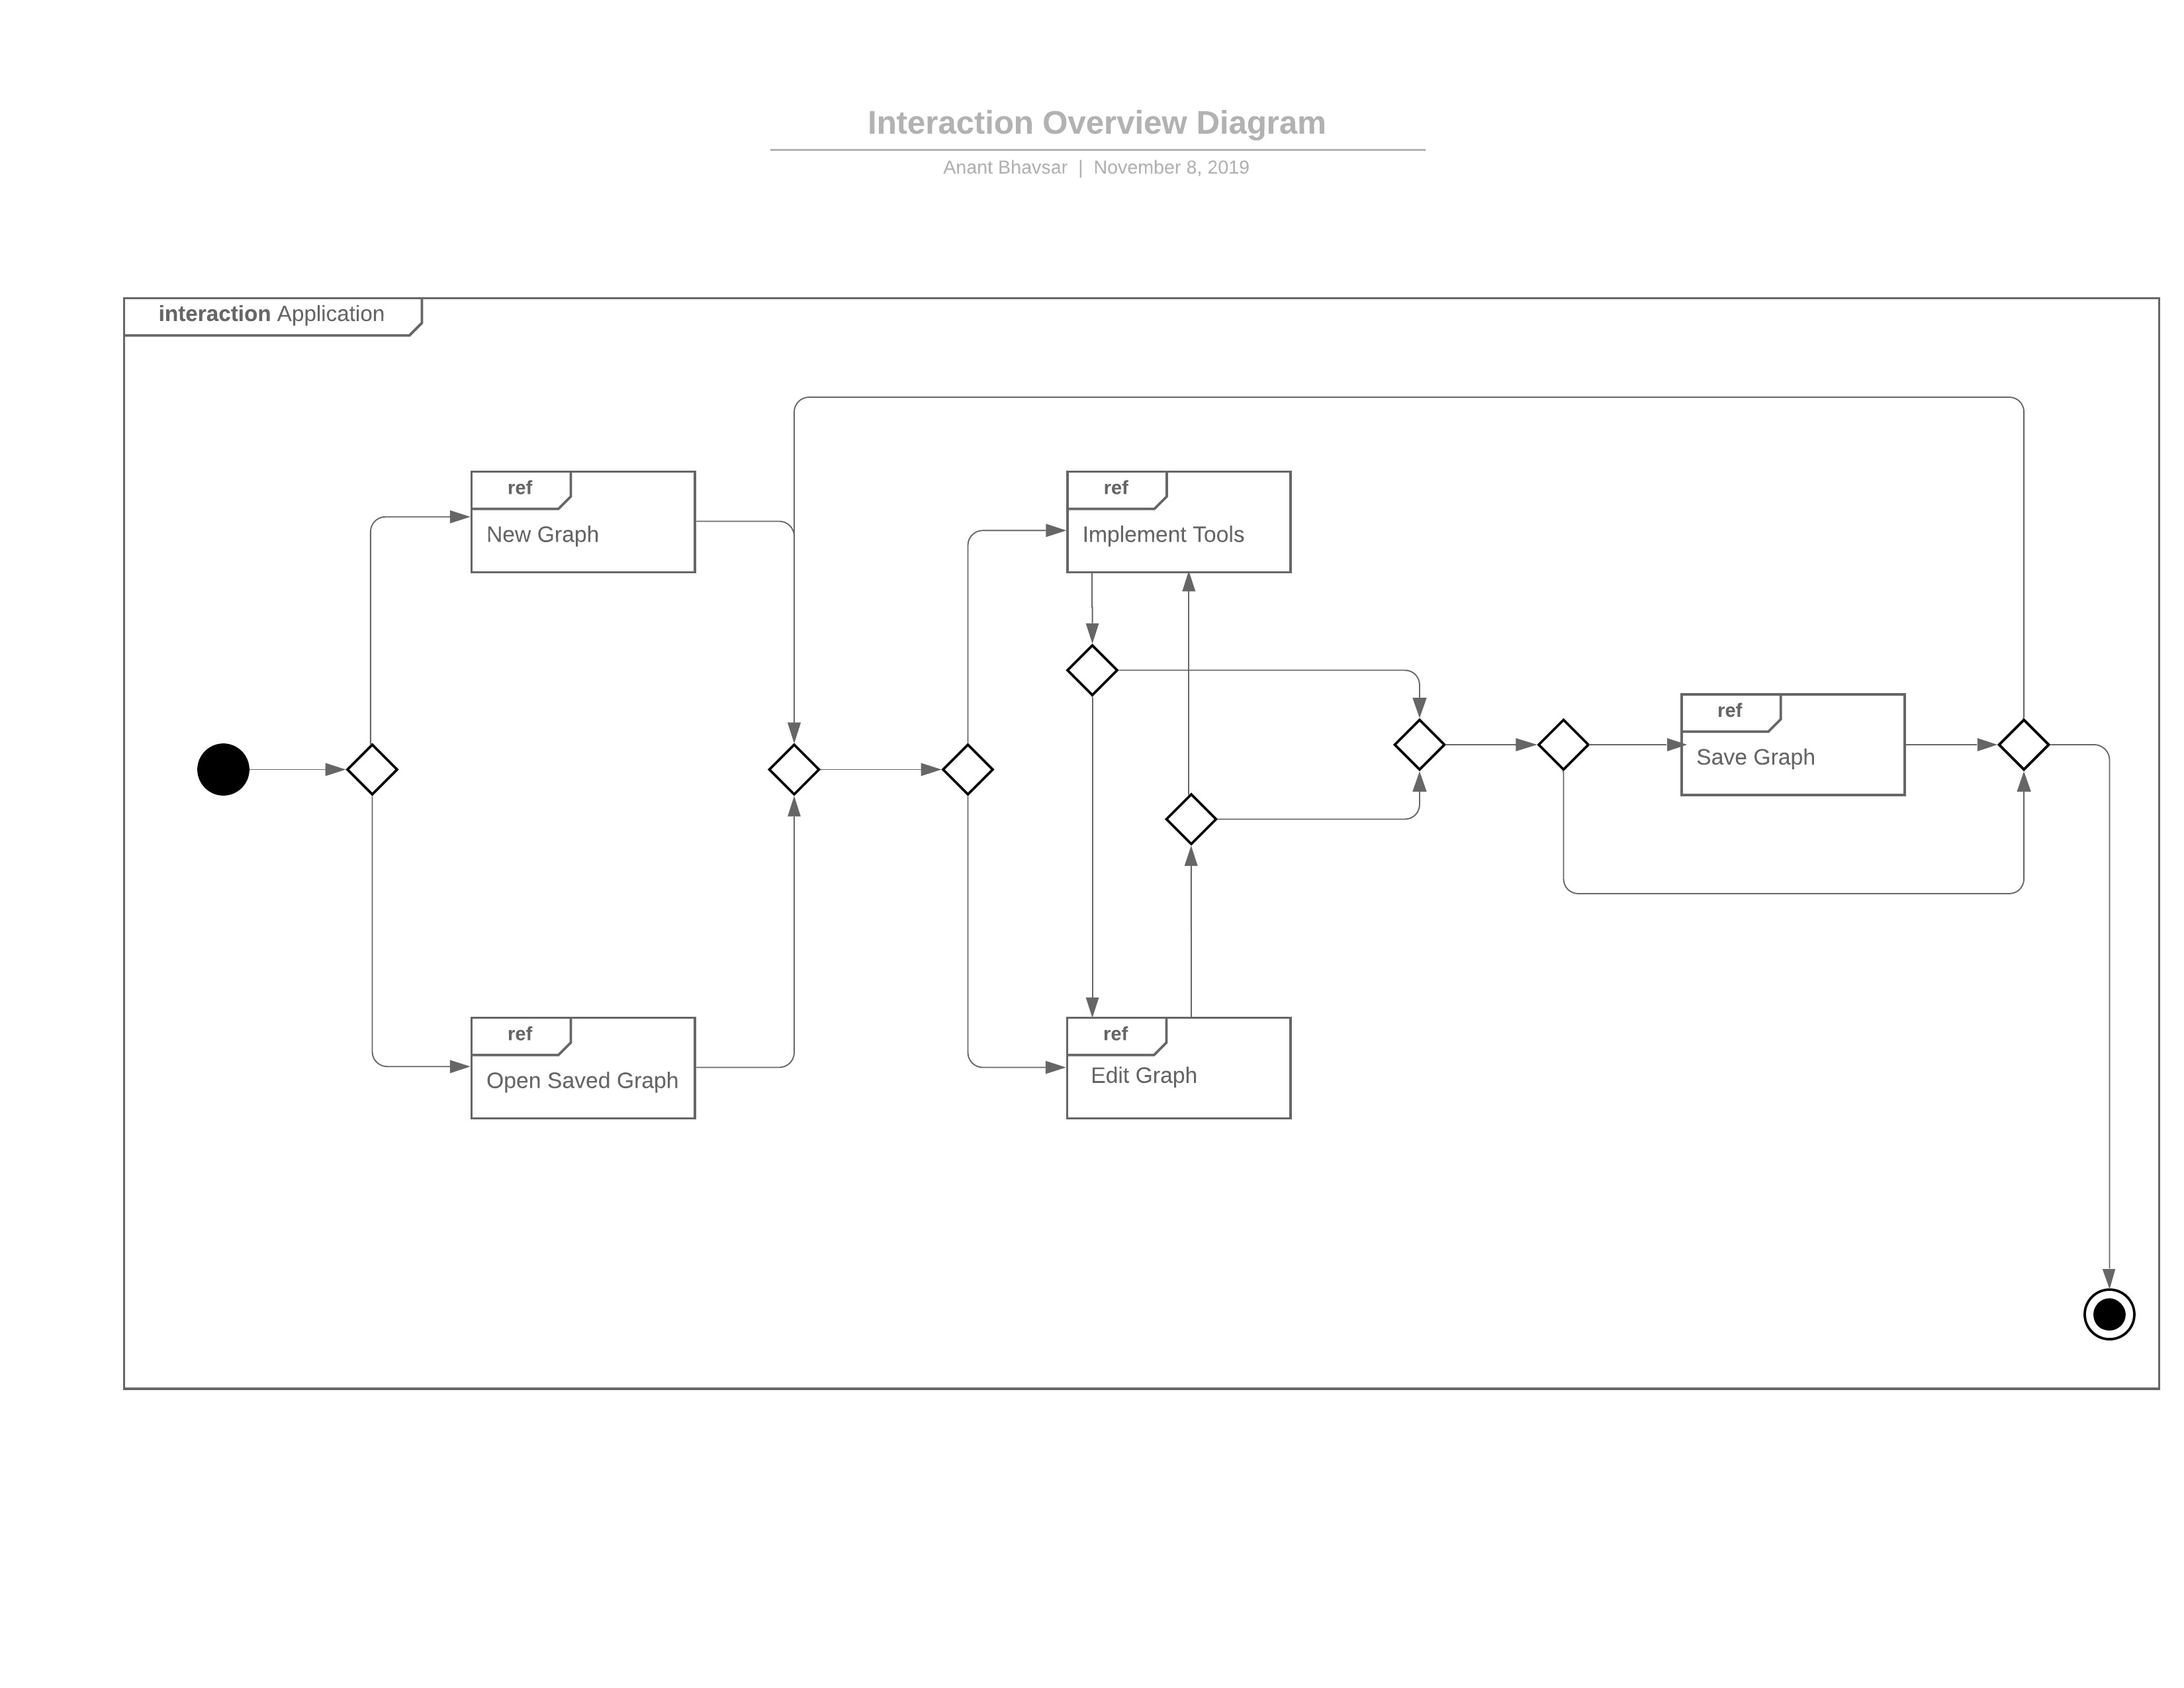 Interaction Overview Diagram
Anant Bhavsar | November 8, 2019
interaction Application
ref
New Graph
ref
Implement Tools
ref
Save Graph
ref
Open Saved Graph
ref
Edit Graph